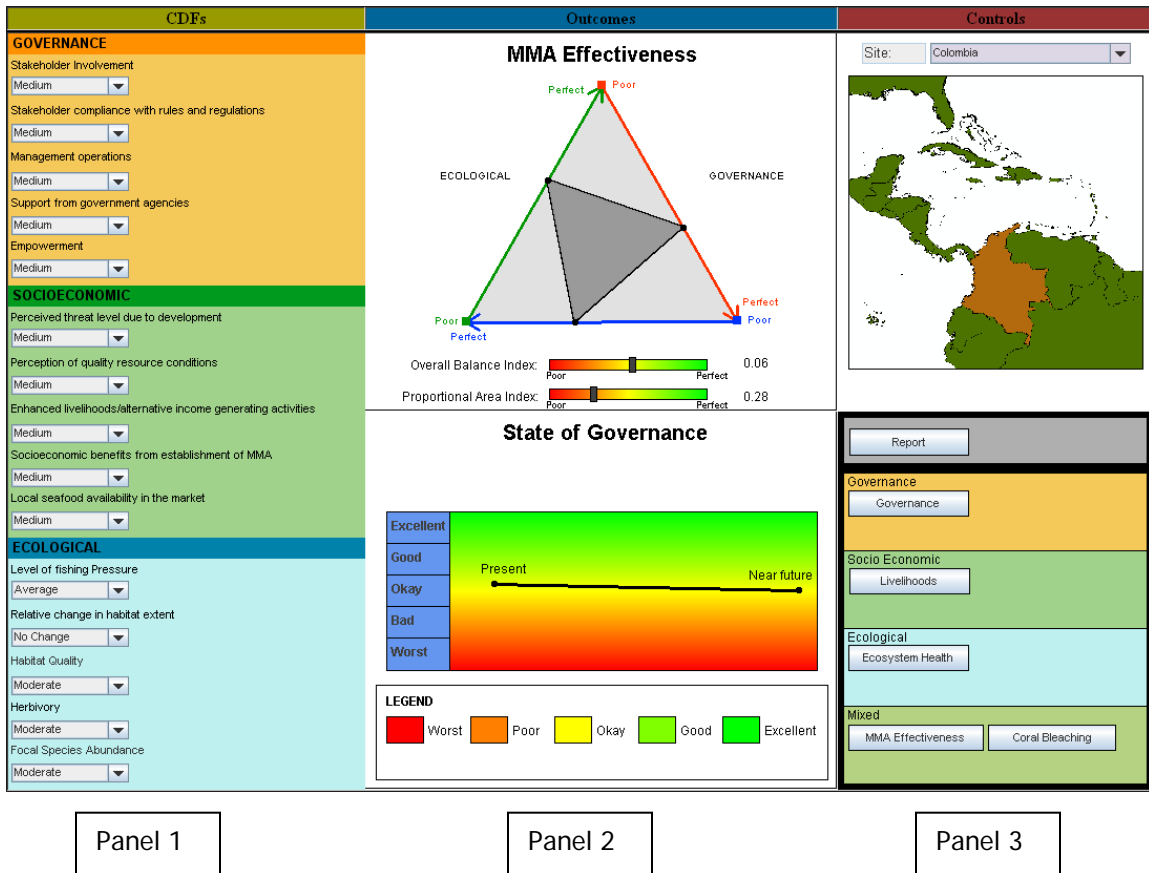 CDFs
GOVERNANCE
Stakeholder Involvement
Medium
Stakeholder compliance with rules and regulations
Medium
Management operations
Medium
Support from government agencies
Medium
Empowerment
Medium
SOCIOECONOMIC
Perceived threat level due to development
Medium
Perception of quality resource conditions
Medium
Enhanced livelihoods/alternative income generating activities
Medium
Socioeconomic benefits from establishment of MMA
Medium
Local seafood availability in the market
Medium
ECOLOGICAL
Level of fishing Pressure
Average
Relative change in habitat extent
No Change
Habitat Quality
Moderate
Herbivory
Moderate
Focal Species Abundance
Moderate
Outcomes
MMA Effectiveness
Perfect Poor
ECOLOGICAL GOVERNANCE
Perfect
Poor Poor
Perfect
Overall Balance Index: 0.06
Poor Perfect
Proportional Area Index: 0.28
Poor Perfect
State of Governance
Excellent
Good
Present Near future
Okay
Bad
Worst
LEGEND
Worst Poor Okay Good Excellent
Controls
Site: Colombia
Report
Governance
Governance
Socio Economic
Livelihoods
Ecological
Ecosystem Health
Mixed
MMA Effectiveness Coral Bleaching
Panel 1 Panel 2 Panel 3